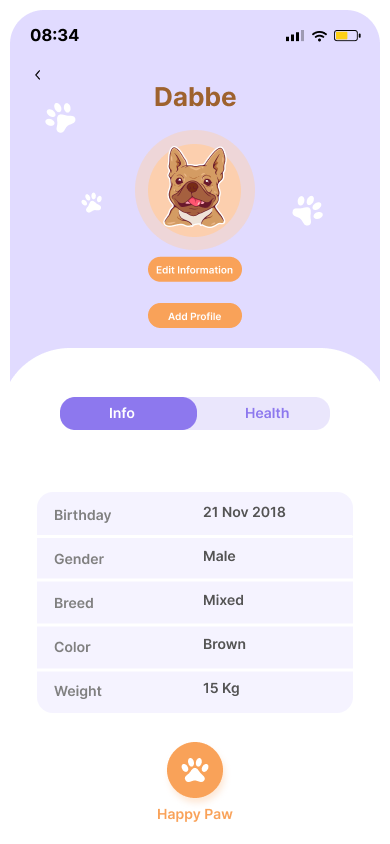 08:34
Dabbe
Edit Information
Add Profile
Info Health
Birthday 21 Nov 2018
Gender Male
Breed Mixed
Color Brown
Weight 15 Kg
Happy Paw